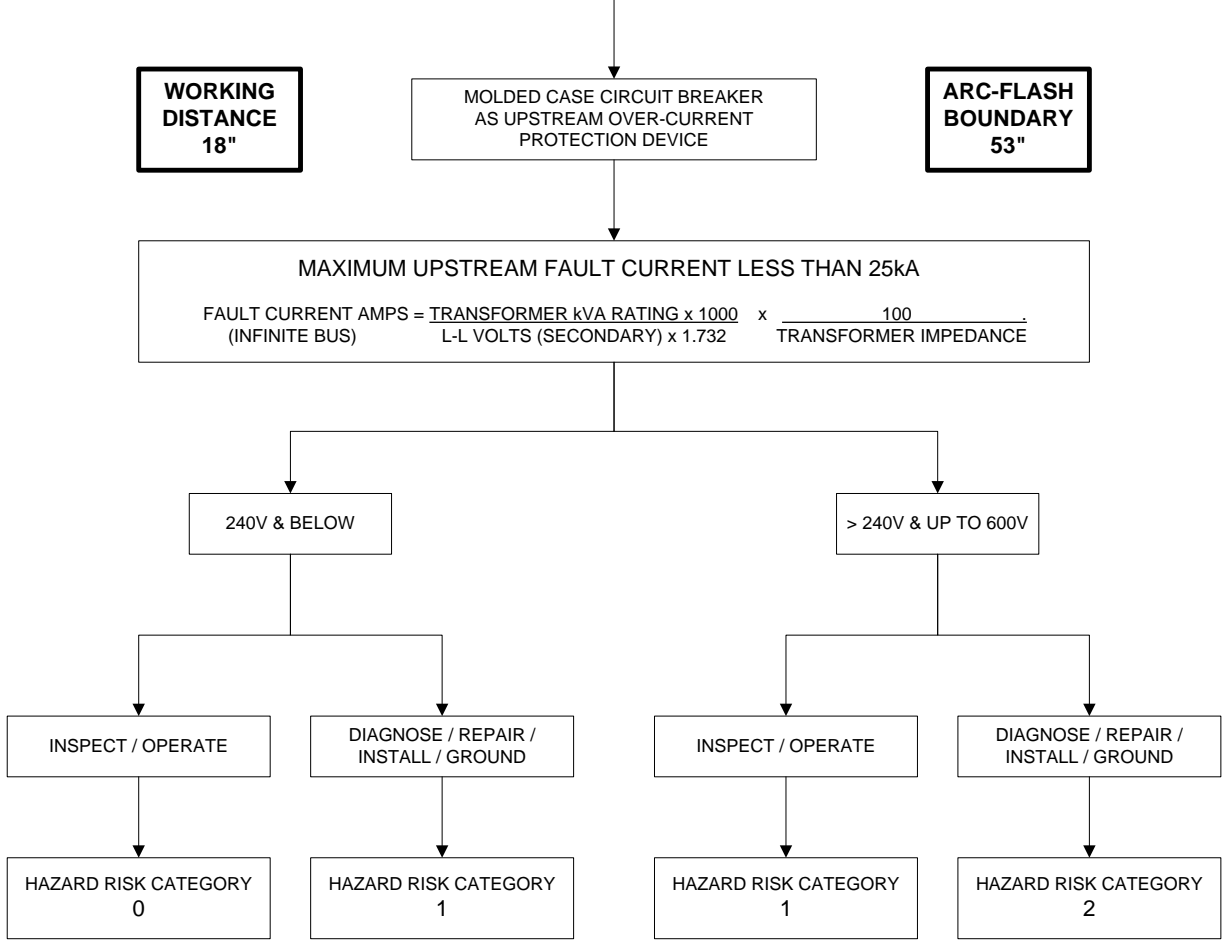 WORKING
DISTANCE
18"
MOLDED CASE CIRCUIT BREAKER
AS UPSTREAM OVER-CURRENT
PROTECTION DEVICE
ARC-FLASH
BOUNDARY
53"
MAXIMUM UPSTREAM FAULT CURRENT LESS THAN 25kA
FAULT CURRENT AMPS = TRANSFORMER kVA RATING x 1000 x 100 .
(INFINITE BUS) L-L VOLTS (SECONDARY) x 1.732 TRANSFORMER IMPEDANCE
240V & BELOW
> 240V & UP TO 600V
INSPECT / OPERATE
DIAGNOSE / REPAIR /
INSTALL / GROUND
INSPECT / OPERATE
DIAGNOSE / REPAIR /
INSTALL / GROUND
HAZARD RISK CATEGORY
0
HAZARD RISK CATEGORY
1
HAZARD RISK CATEGORY
1
HAZARD RISK CATEGORY
2